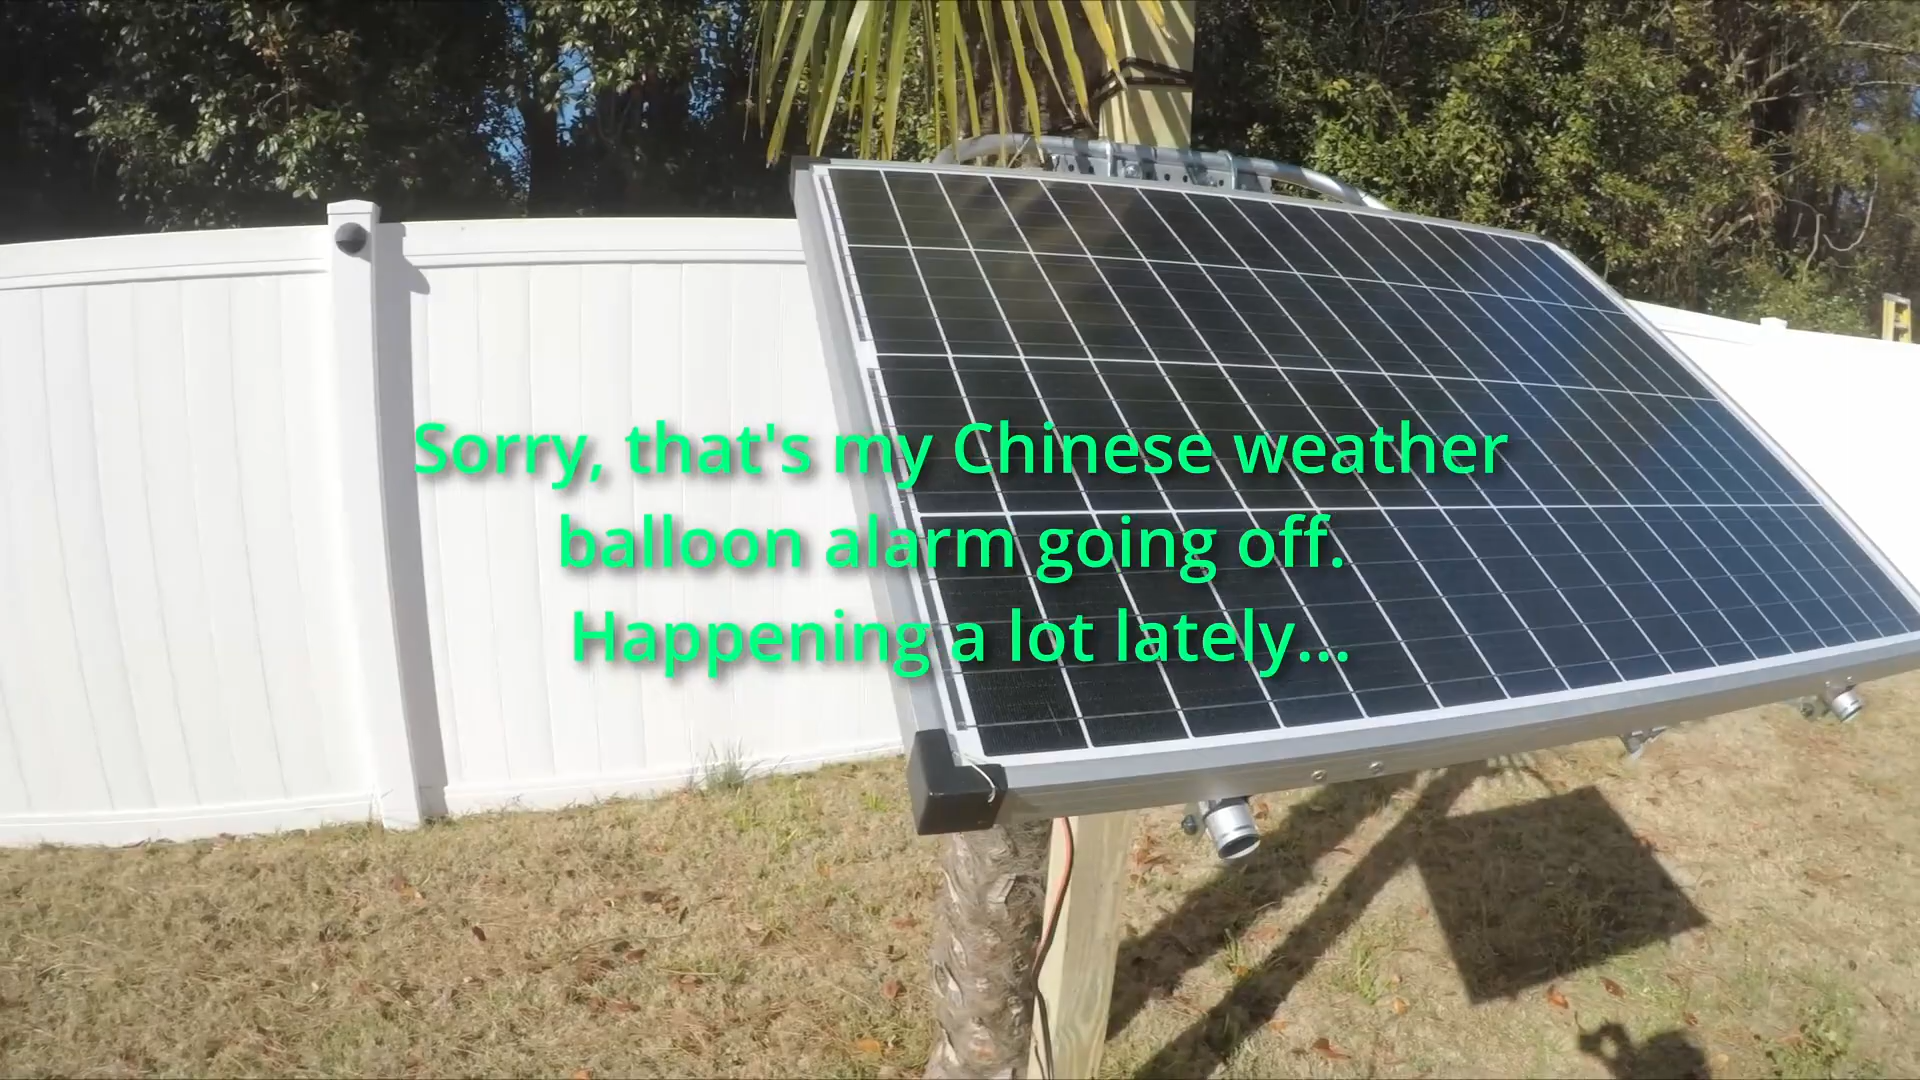 Sorry, that's my Chinese weather
balloon alarm going off.
Happening a lot lately...